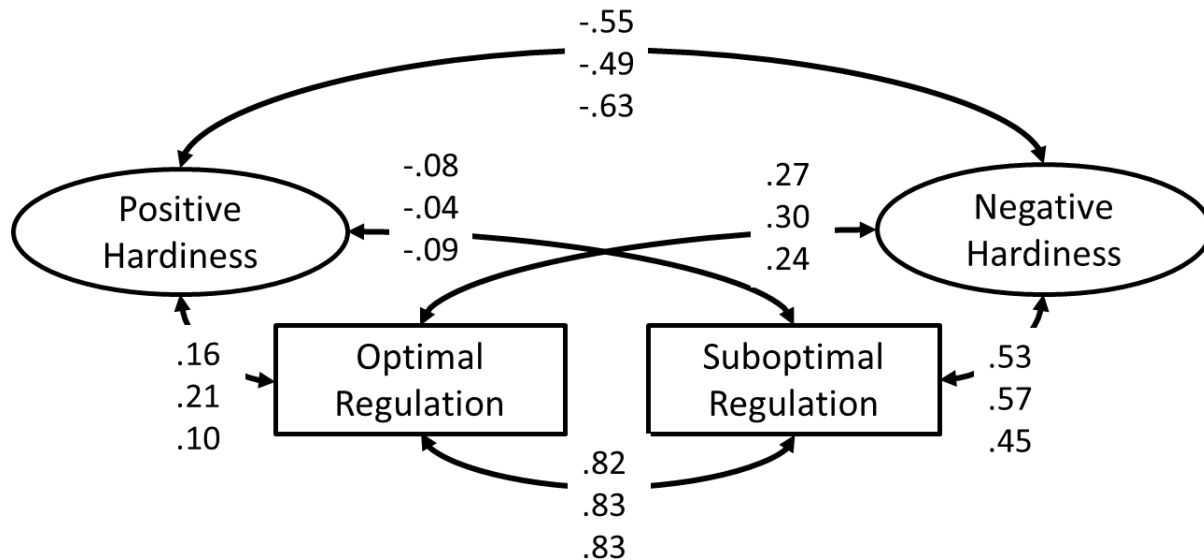 -.55
-.49
-.63
Positive
Hardiness
-.08
-.04
-.09
.27
.30
.24
Negative
Hardiness
.16
.21
.10
Optimal
Regulation
Suboptimal
Regulation
.53
.57
.45
.82
.83
.83